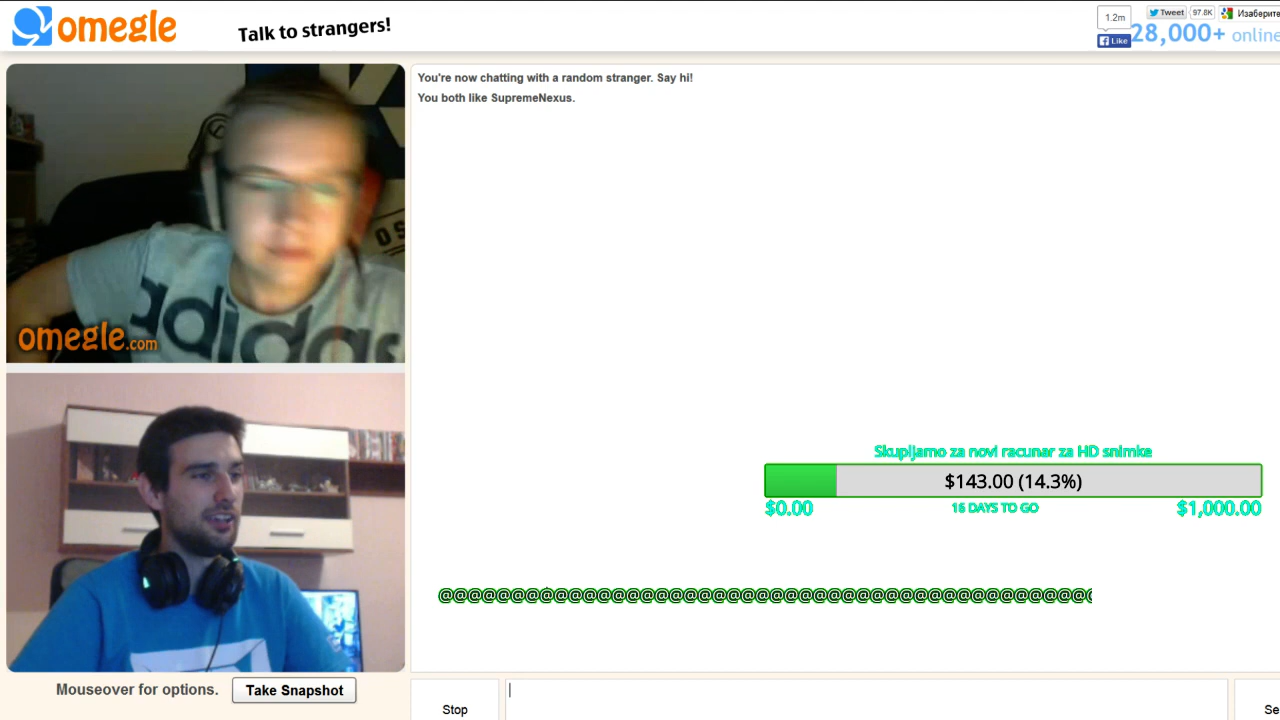 omegle
Talk to strangers!
1.2m
Like
Tweet
97.8K
Изаберите
28,000+ online
You're now chatting with a random stranger. Say hi!
You both like SupremeNexus.
adidas
omegle.com
Skupljamo za novi racunar za HD snimke
$143.00 (14.3%)
$0.00
16 DAYS TO GO
$1,000.00
@@@@@@@@@@@@@@@@@@@@@@@@@@@@@@@@@@@@@@@@@@@@@
Mouseover for options.
Take Snapshot
Stop
Se